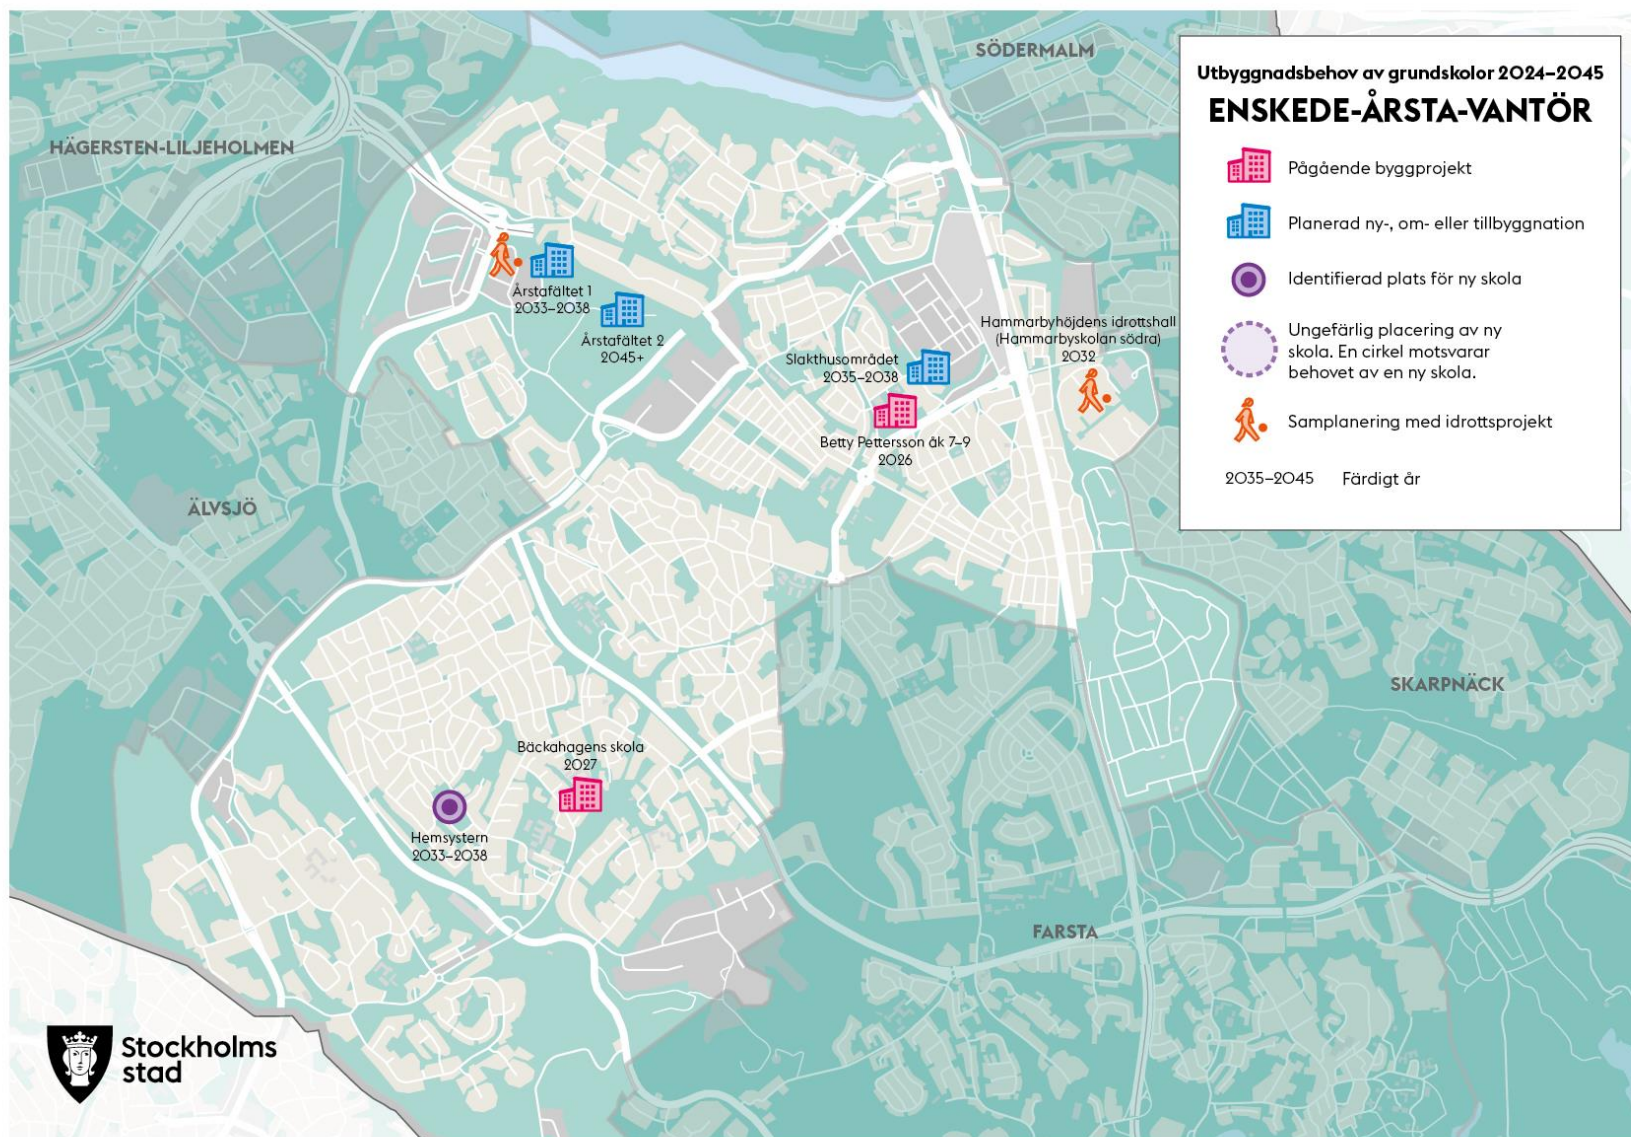 SÖDERMALM
HÄGERSTEN-LILJEHOLMEN
Utbyggnadsbehov av grundskolor 2024–2045
ENSKEDE-ÅRSTA-VANTÖR
Pågående byggprojekt
Planerad ny-, om- eller tillbyggnation
Identifierad plats för ny skola
Ungefärlig placering av ny
skola. En cirkel motsvarar
behovet av en ny skola.
Samplanering med idrottsprojekt
2035–2045 Färdigt år
Årstafältet 1
2033–2038
Årstafältet 2
2045+
Hammarbyhöjdens idrottshall
(Hammarbyskolan södra)
2032
Slakthusområdet
2035–2038
Betty Pettersson åk 7–9
2026
ÄLVSJÖ
SKARPNÄCK
Bäckahagens skola
2027
Hemsystern
2033–2038
FARSTA
Stockholms
stad